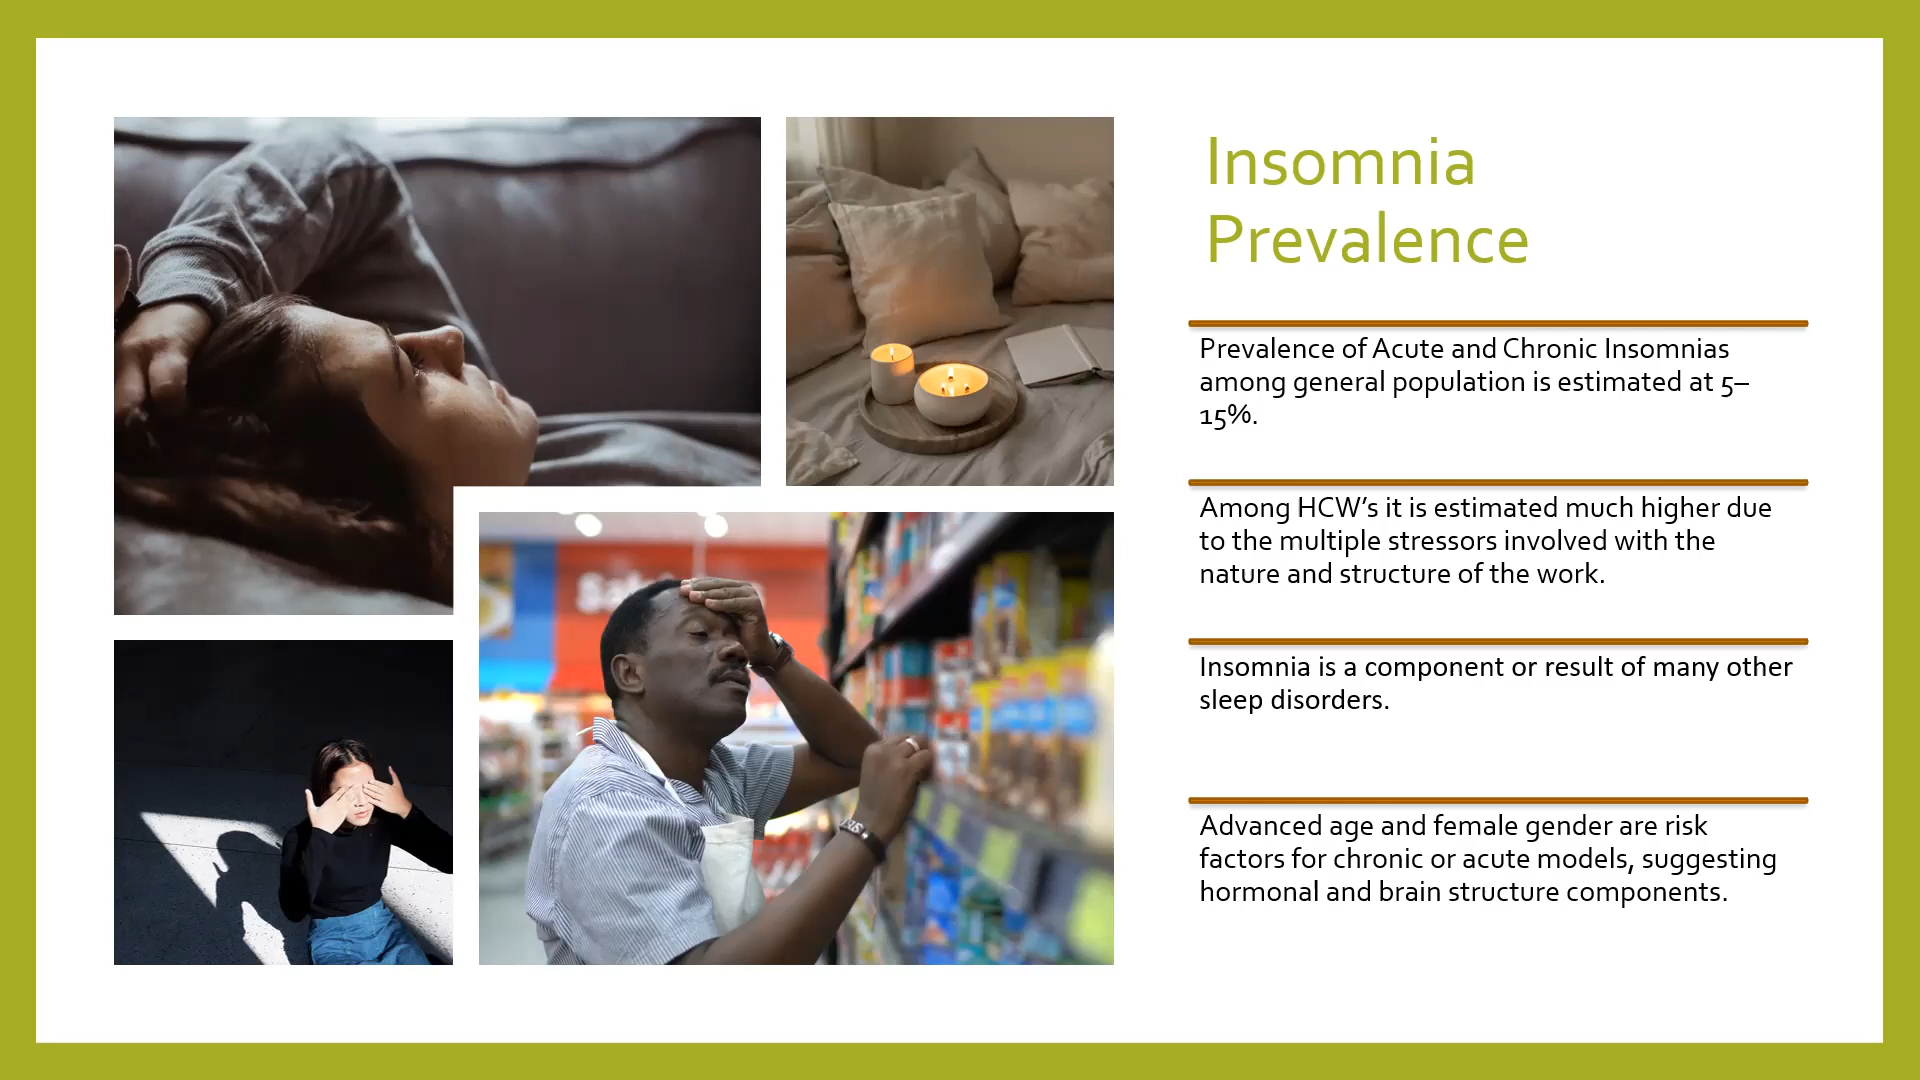 Insomnia
Prevalence
Prevalence of Acute and Chronic Insomnias
among general population is estimated at 5–
15%.
Among HCW’s it is estimated much higher due
to the multiple stressors involved with the
nature and structure of the work.
Insomnia is a component or result of many other
sleep disorders.
Advanced age and female gender are risk
factors for chronic or acute models, suggesting
hormonal and brain structure components.